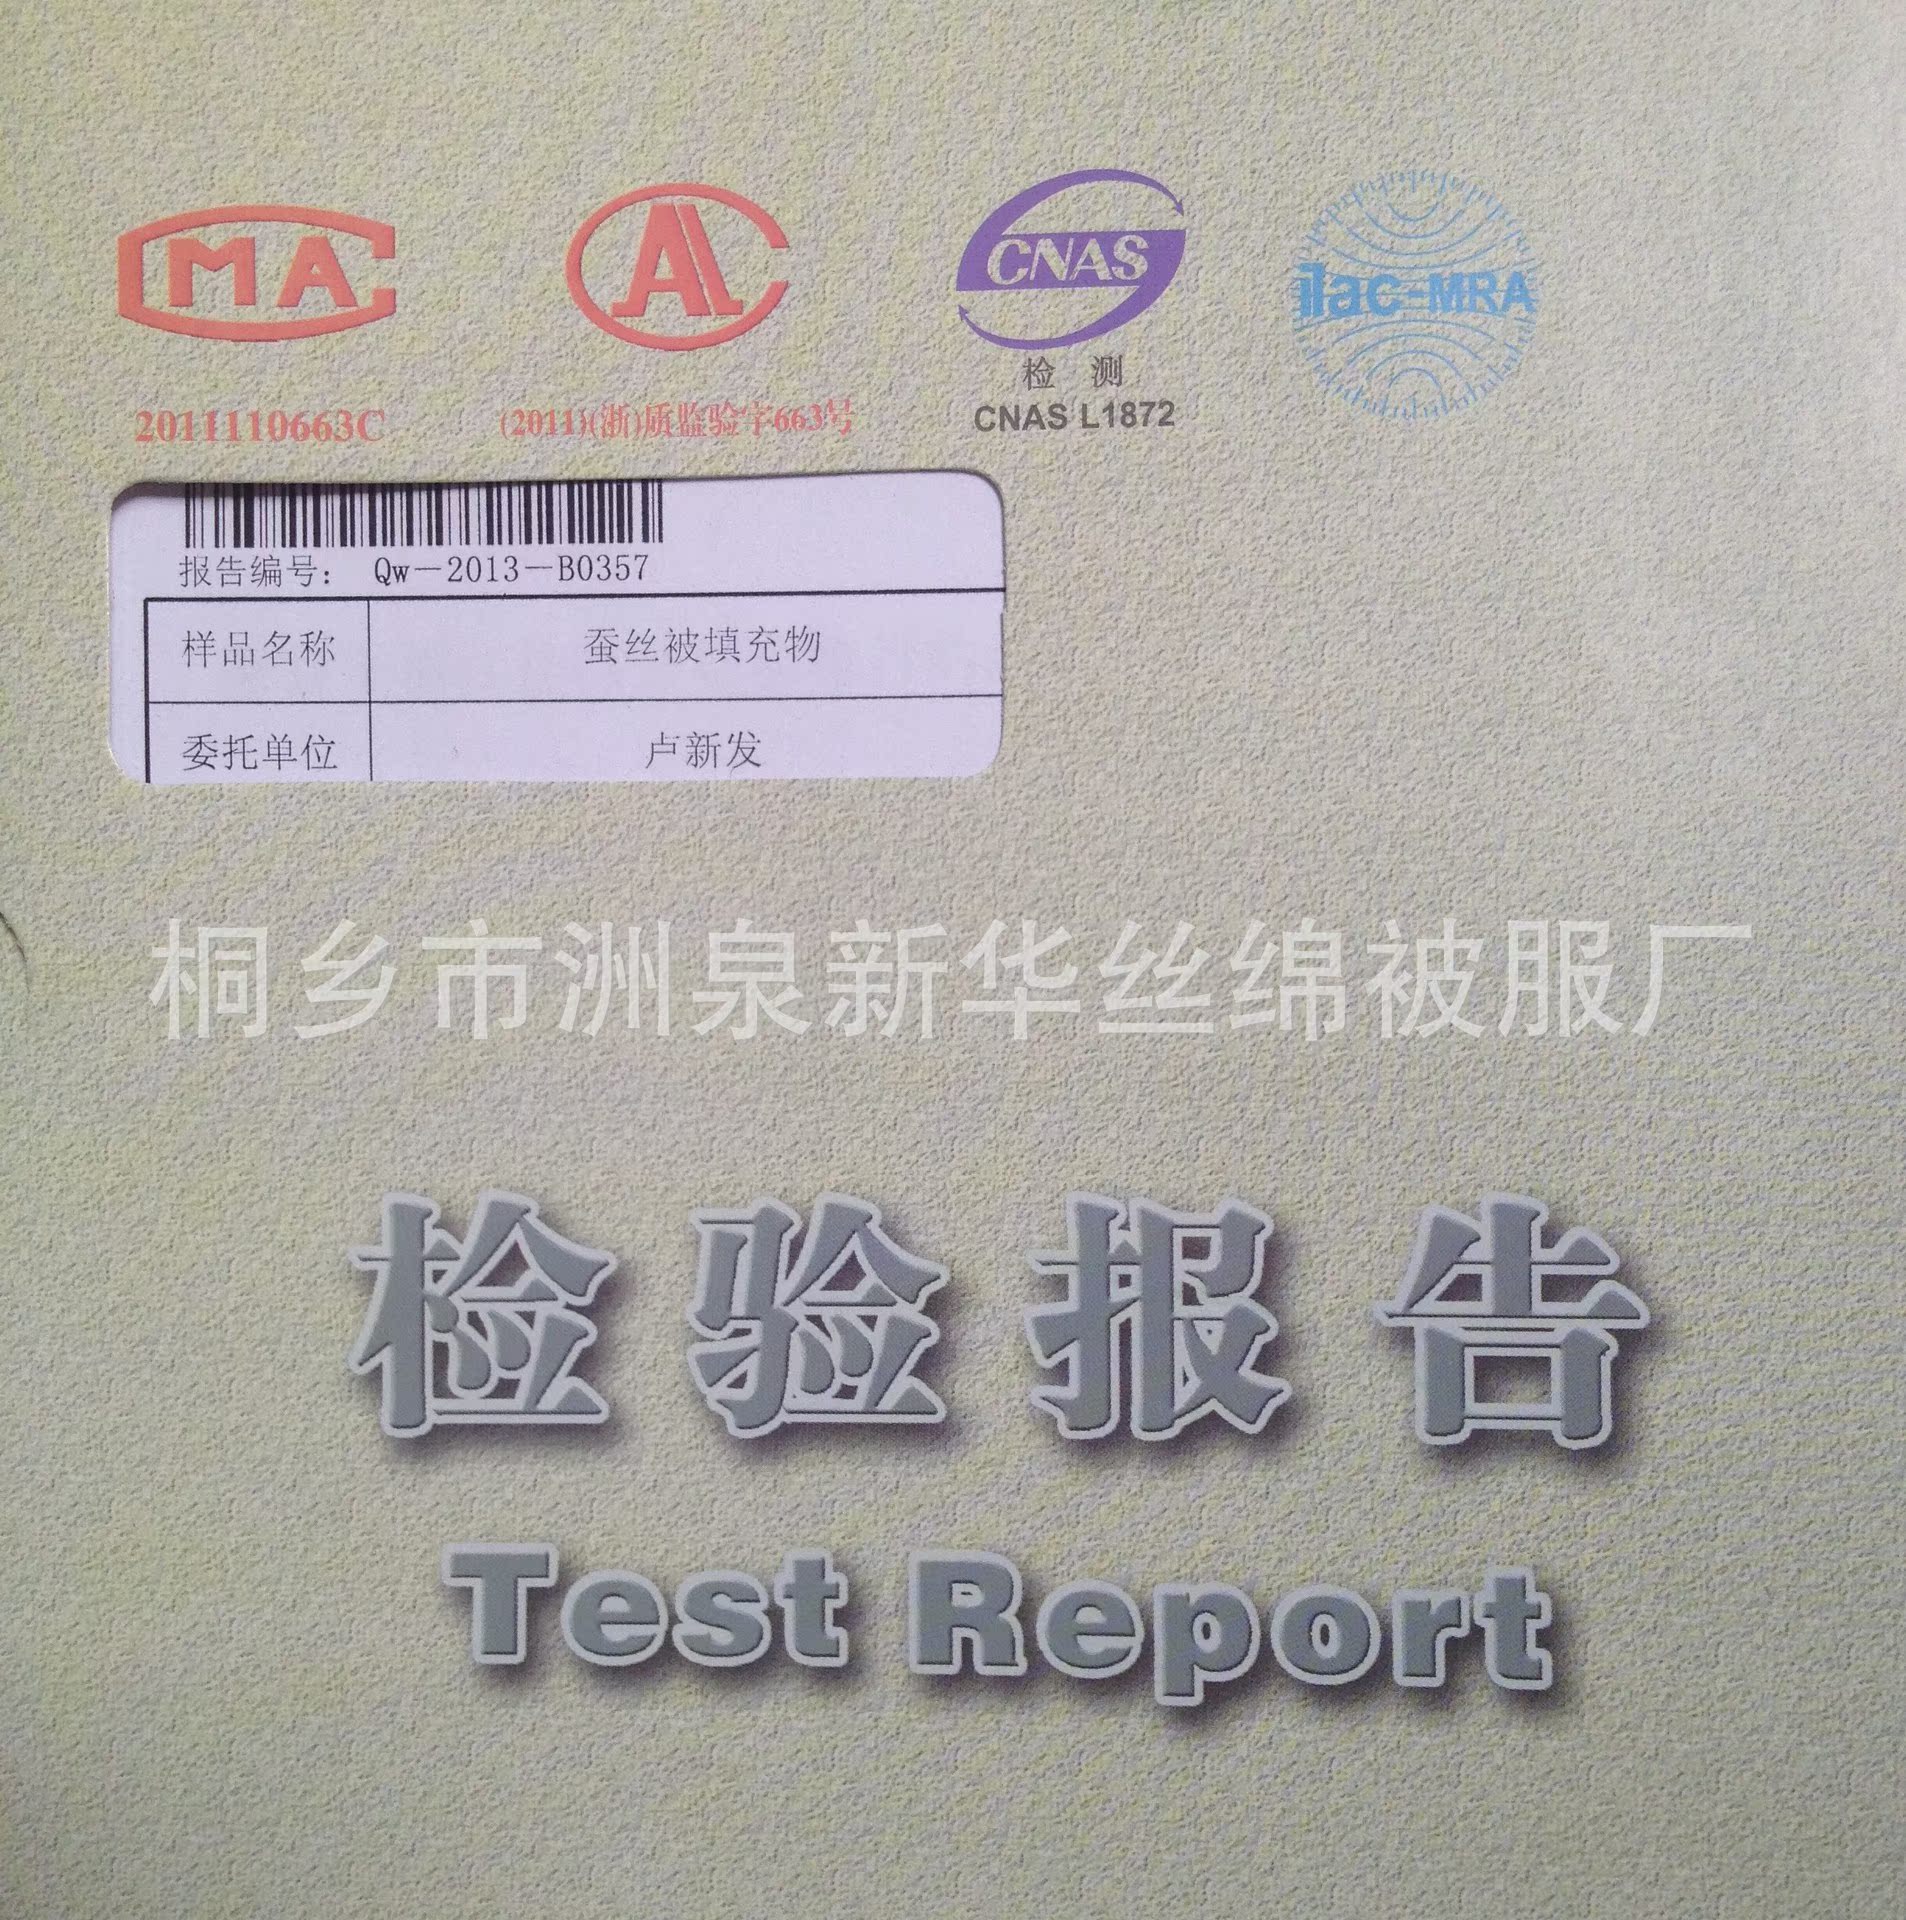 MA
AL
CNAS
ilac-MRA
检 测
2011110663C
(2011)(浙)质监验字663号
CNAS L1872
报告编号: Qw-2013-B0357
样品名称 蚕丝被填充物
委托单位 卢新发
桐乡市洲泉新华丝绵被服厂
检验报告
Test Report